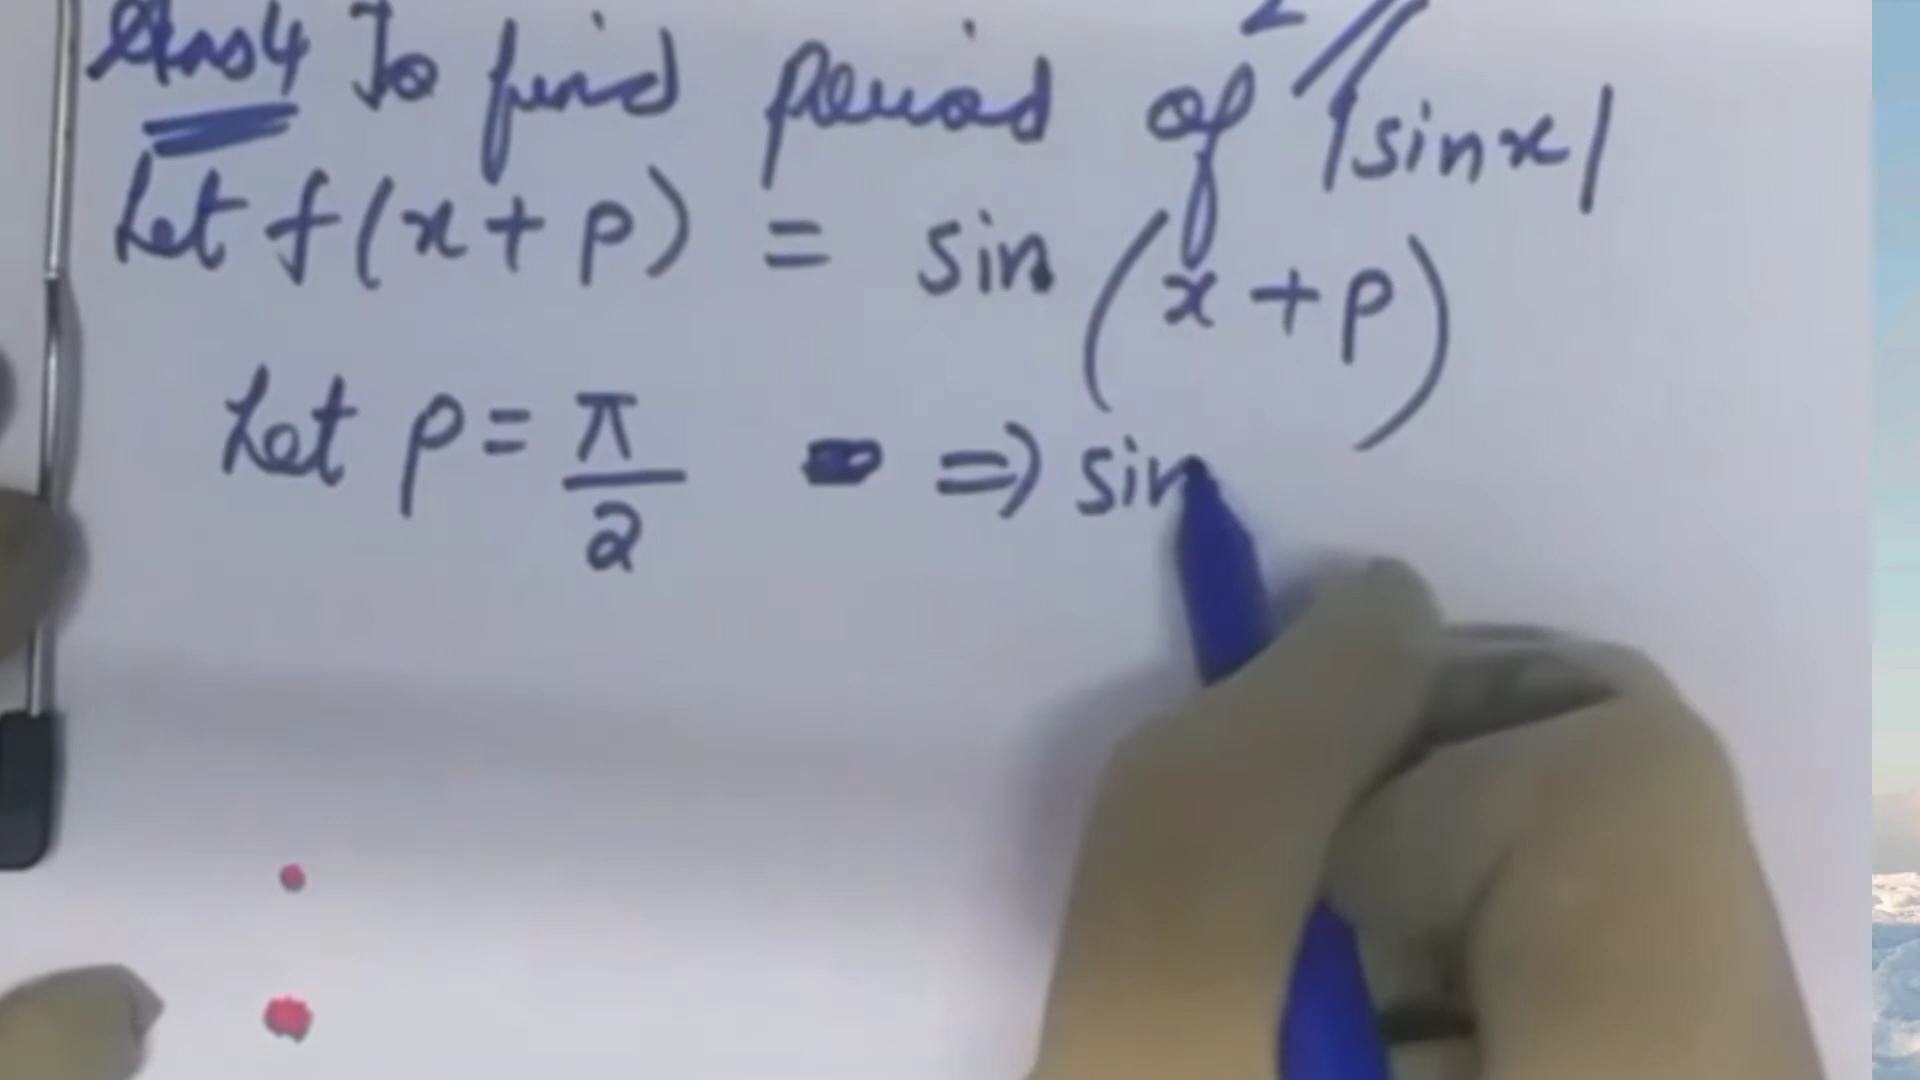 Ans4 To find period of |sinx|
Let f(x+p) = sin (x+p)
Let p = π/2 ⇒ sin